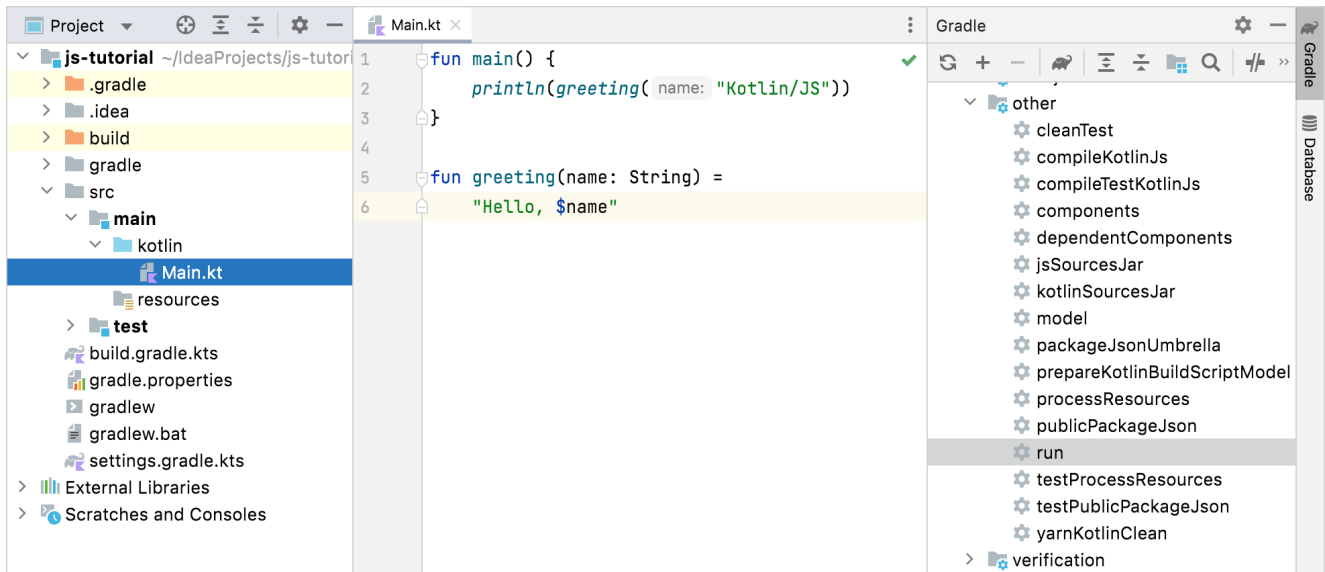 Project
js-tutorial ~/IdeaProjects/js-tutori
.gradle
.idea
build
gradle
src
main
kotlin
Main.kt
resources
test
build.gradle.kts
gradle.properties
gradlew
gradlew.bat
settings.gradle.kts
External Libraries
Scratches and Consoles
Main.kt
1 fun main() {
2 println(greeting( name: "Kotlin/JS"))
3 }
4
5 fun greeting(name: String) =
6 "Hello, $name"
Gradle
other
cleanTest
compileKotlinJs
compileTestKotlinJs
components
dependentComponents
jsSourcesJar
kotlinSourcesJar
model
packageJsonUmbrella
prepareKotlinBuildScriptModel
processResources
publicPackageJson
run
testProcessResources
testPublicPackageJson
yarnKotlinClean
verification
Gradle
Database